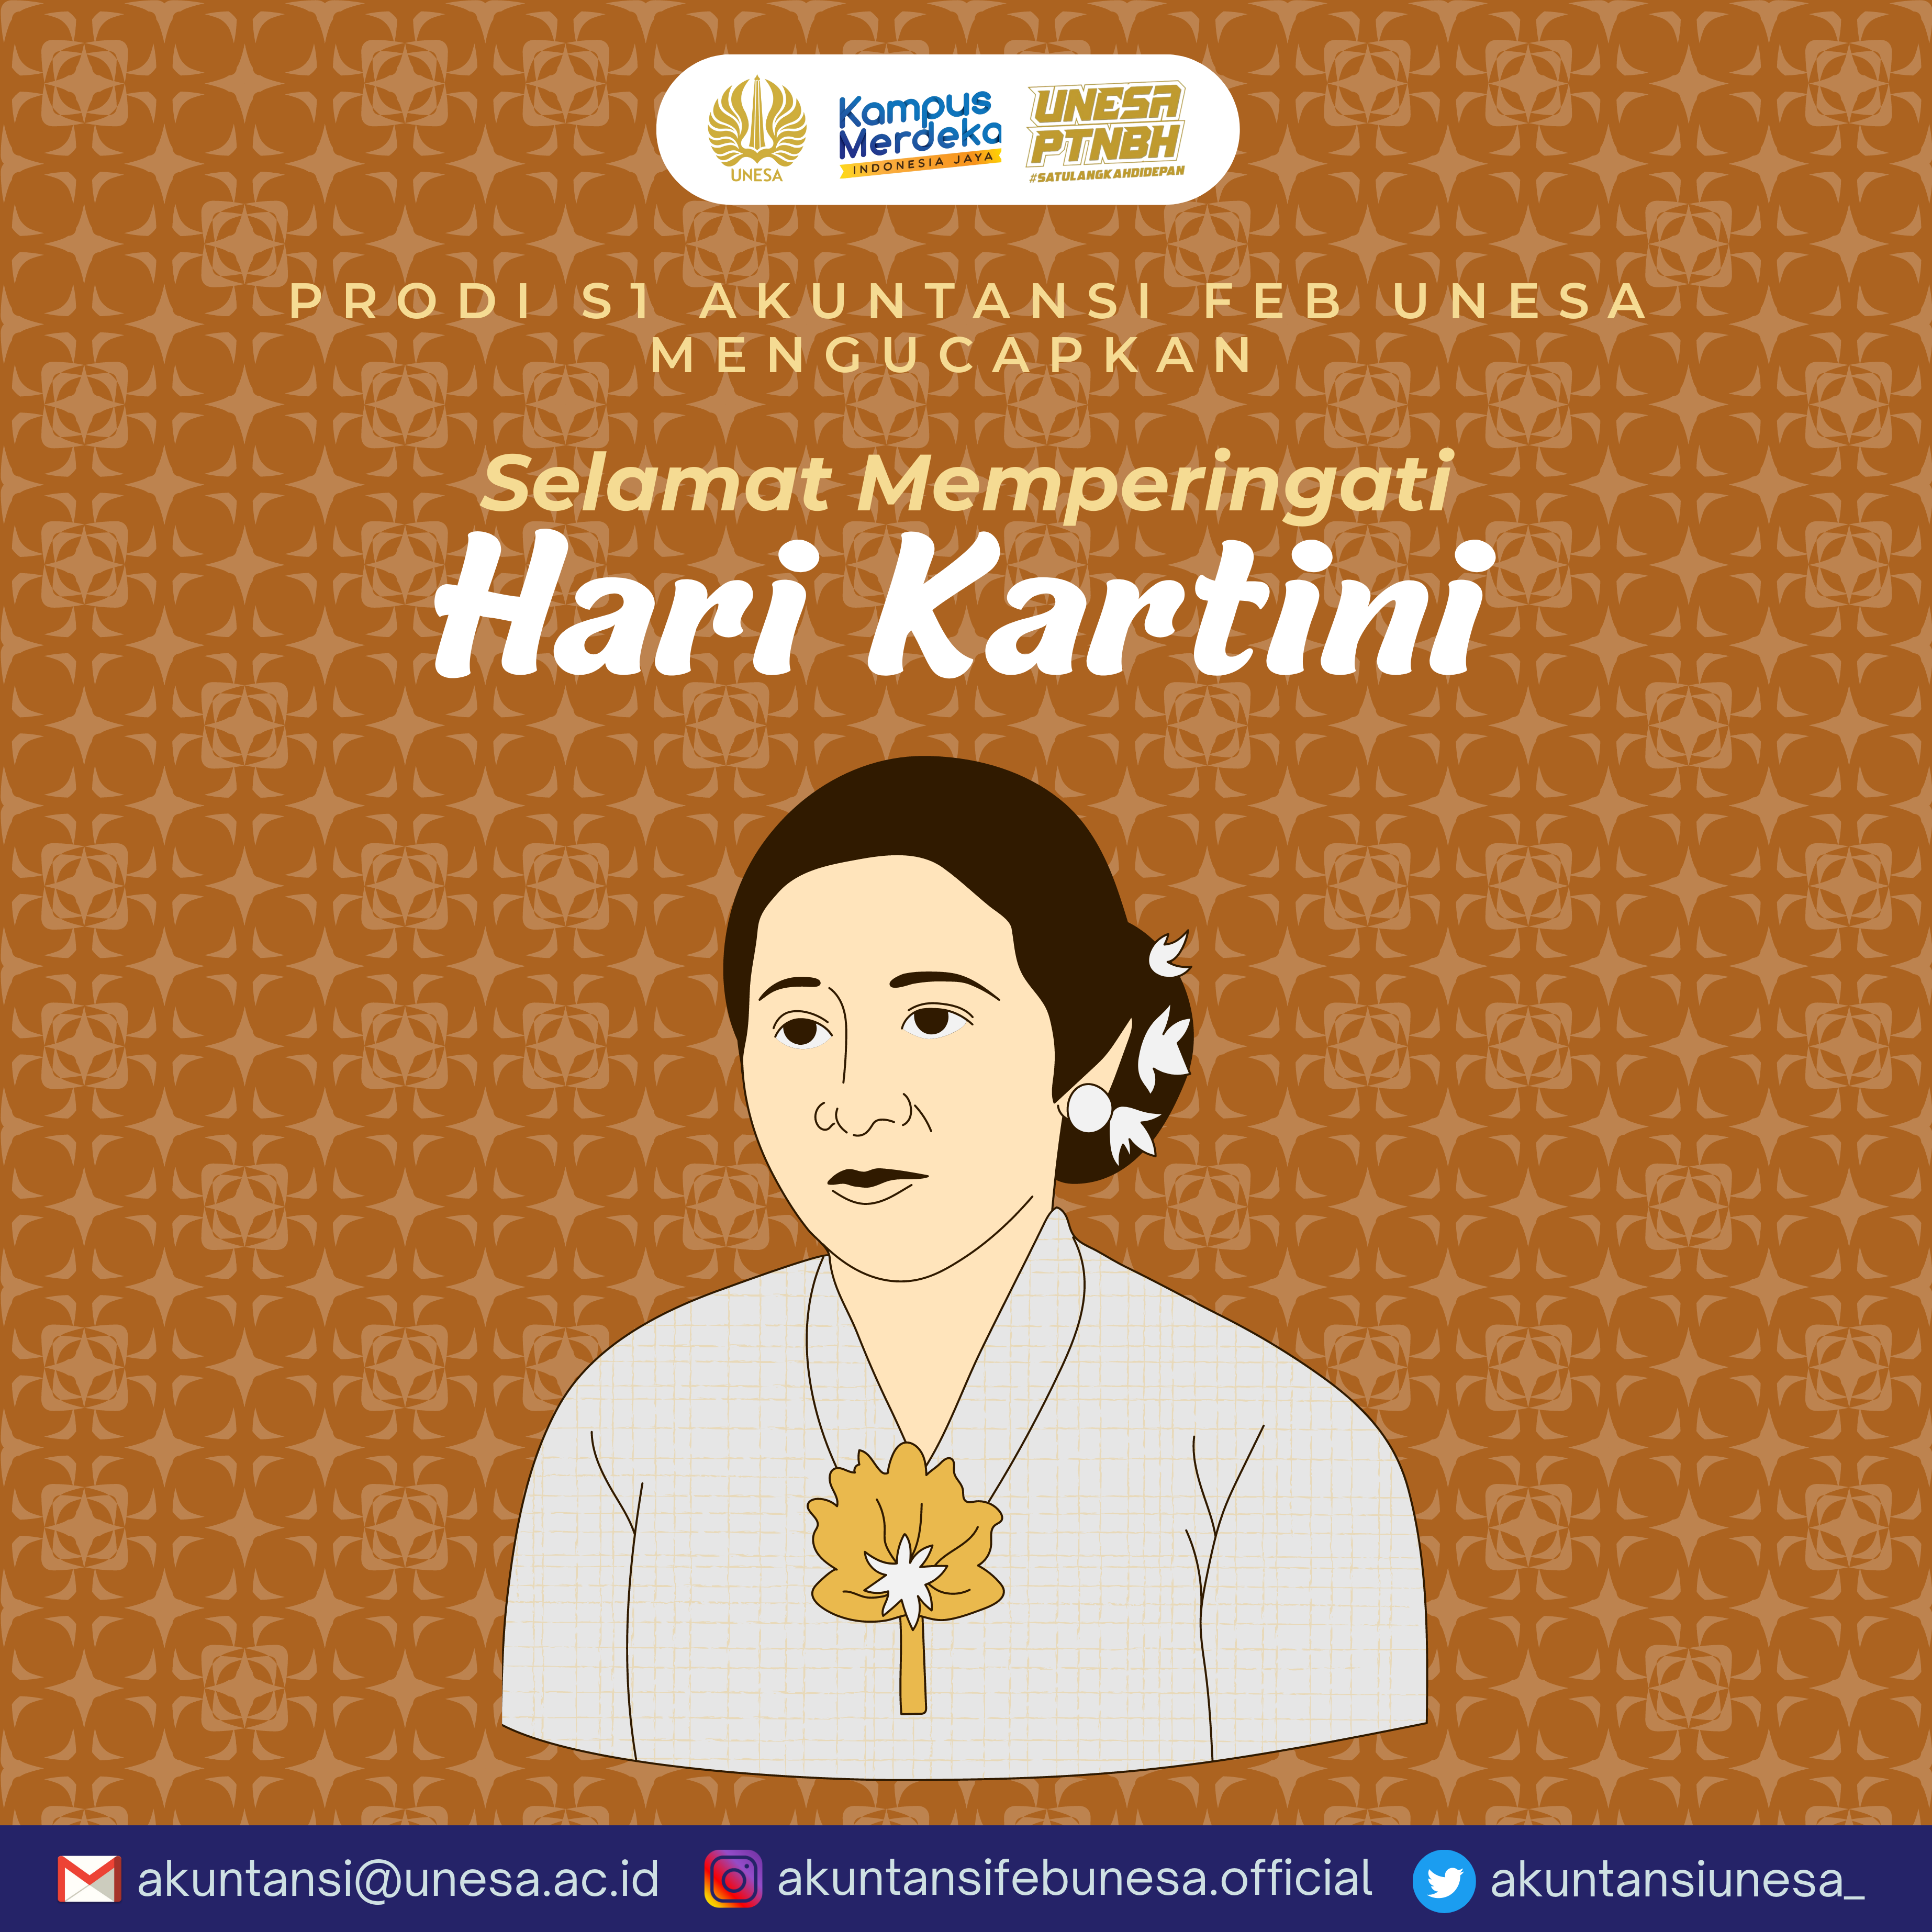 UNESA
Kampus
Merdeka
INDONESIA JAYA
UNESA
PTNBH
#SATULANGKAHDIDEPAN
PRODI S1 AKUNTANSI FEB UNESA
MENGUCAPKAN
Selamat Memperingati
Hari Kartini
akuntansi@unesa.ac.id
akuntansifebunesa.official
akuntansiunesa_